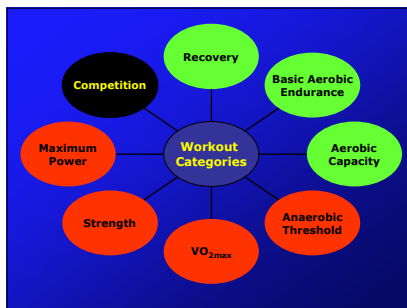 Recovery
Basic Aerobic
Endurance
Aerobic
Capacity
Anaerobic
Threshold
VO₂ₘₐₓ
Strength
Maximum
Power
Competition
Workout
Categories